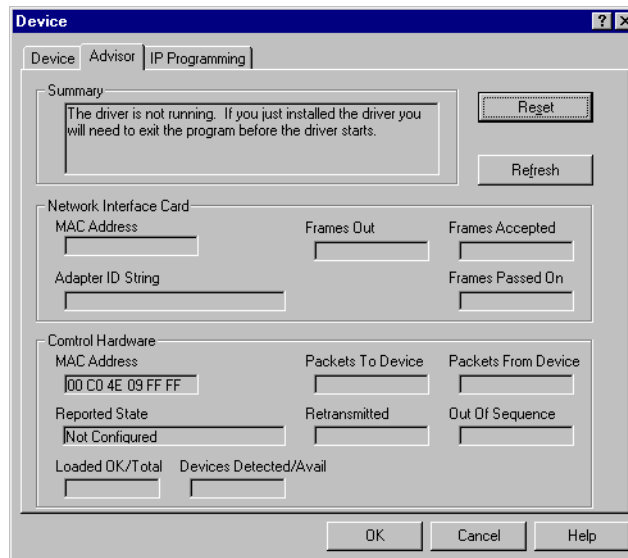 Device
Device Advisor IP Programming
Summary
The driver is not running. If you just installed the driver you
will need to exit the program before the driver starts.
Reset
Refresh
Network Interface Card
MAC Address Frames Out Frames Accepted
Adapter ID String Frames Passed On
Comtrol Hardware
MAC Address Packets To Device Packets From Device
00 C0 4E 09 FF FF
Reported State Retransmitted Out Of Sequence
Not Configured
Loaded OK/Total Devices Detected/Avail
OK Cancel Help